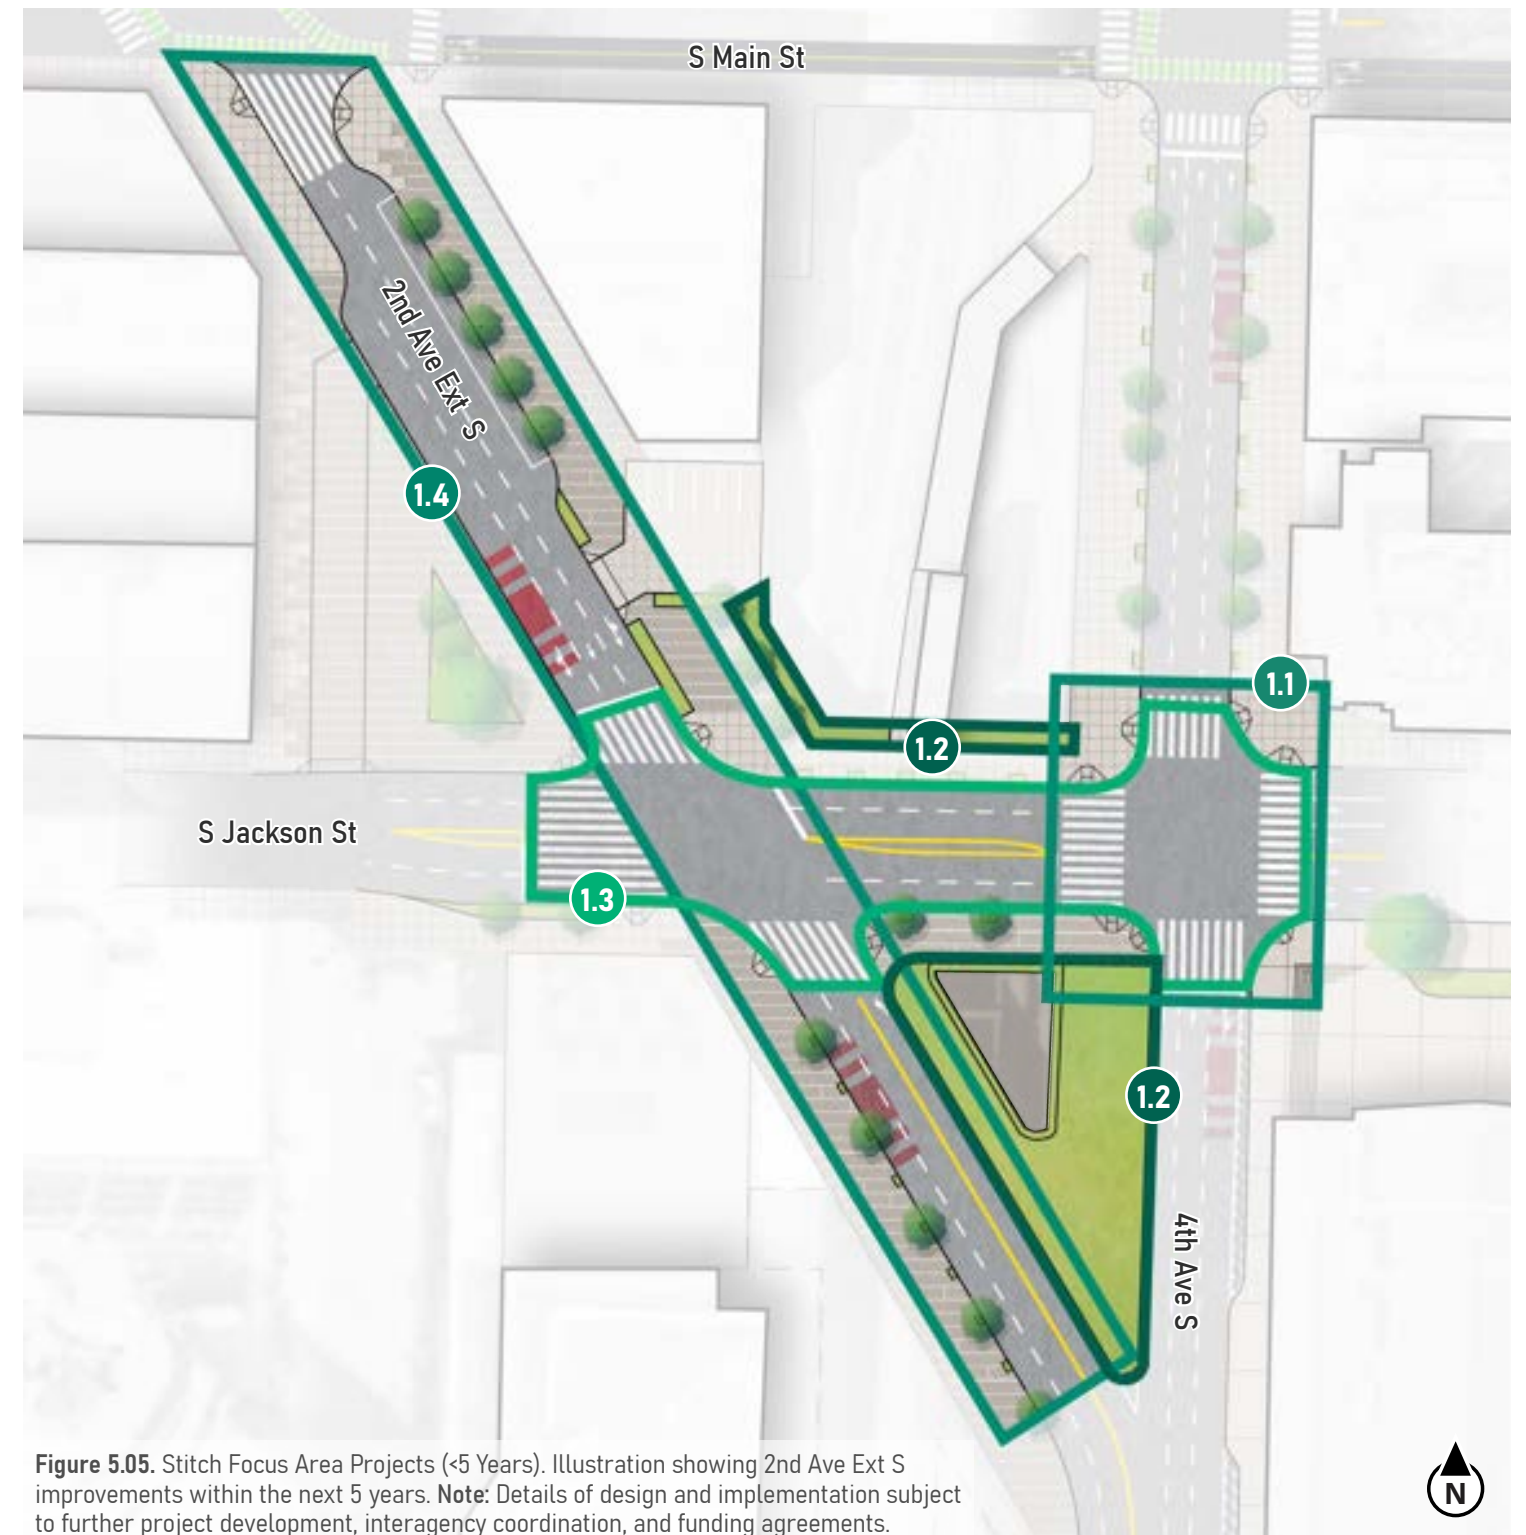 S Main St
2nd Ave Ext S
1.4
1.1
1.2
S Jackson St
1.3
1.2
4th Ave S
Figure 5.05. Stitch Focus Area Projects (<5 Years). Illustration showing 2nd Ave Ext S
improvements within the next 5 years. Note: Details of design and implementation subject
to further project development, interagency coordination, and funding agreements.
N